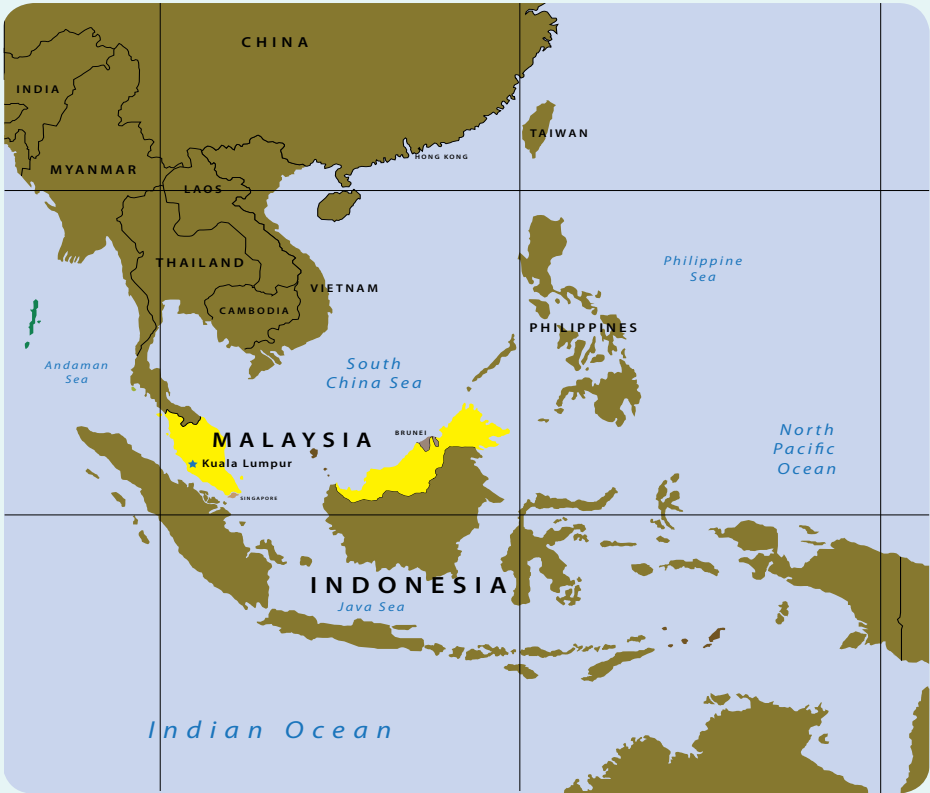 CHINA
INDIA
TAIWAN
HONG KONG
MYANMAR
LAOS
THAILAND
Philippine
Sea
VIETNAM
CAMBODIA
PHILIPPINES
Andaman
Sea
South
China Sea
BRUNEI
MALAYSIA
North
Pacific
Ocean
Kuala Lumpur
SINGAPORE
INDONESIA
Java Sea
Indian Ocean